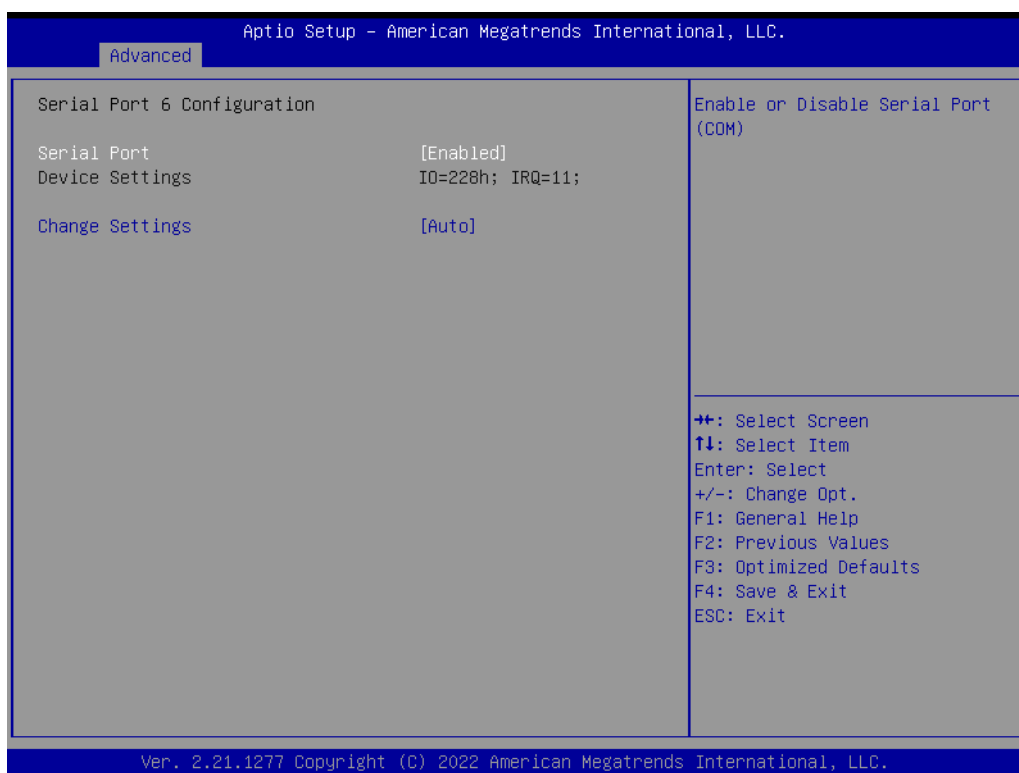 Aptio Setup – American Megatrends International, LLC.
Advanced
Serial Port 6 Configuration
Serial Port [Enabled]
Device Settings IO=228h; IRQ=11;
Change Settings [Auto]
Enable or Disable Serial Port
(COM)
→←: Select Screen
↑↓: Select Item
Enter: Select
+/-: Change Opt.
F1: General Help
F2: Previous Values
F3: Optimized Defaults
F4: Save & Exit
ESC: Exit
Ver. 2.21.1277 Copyright (C) 2022 American Megatrends International, LLC.